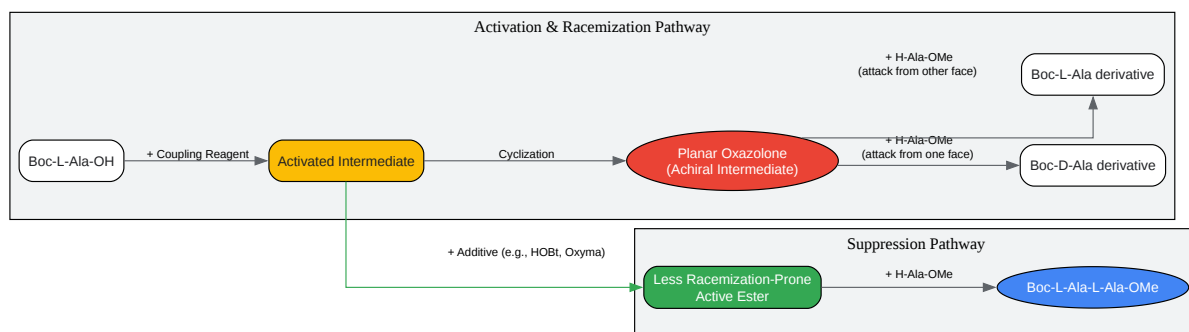 Activation & Racemization Pathway
+ H-Ala-OMe
(attack from other face)
Boc-L-Ala derivative
Boc-L-Ala-OH
+ Coupling Reagent
Activated Intermediate
Cyclization
Planar Oxazolone
(Achiral Intermediate)
+ H-Ala-OMe
(attack from one face)
Boc-D-Ala derivative
+ Additive (e.g., HOBt, Oxyma)
Suppression Pathway
Less Racemization-Prone
Active Ester
+ H-Ala-OMe
Boc-L-Ala-L-Ala-OMe